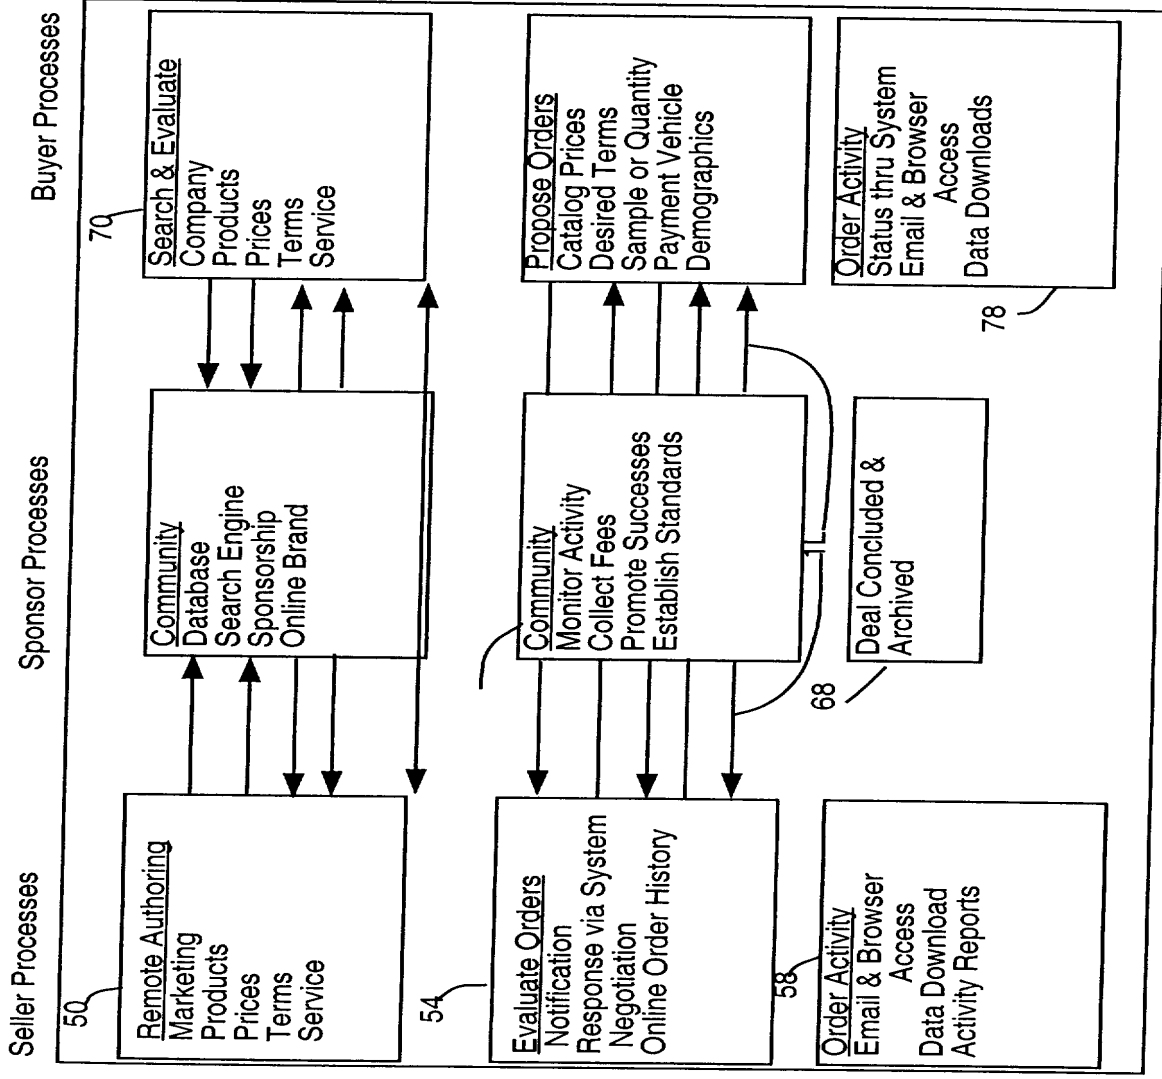 Seller Processes
Sponsor Processes
Buyer Processes
50
Remote Authoring
Marketing
Products
Prices
Terms
Service
Community
Database
Search Engine
Sponsorship
Online Brand
70
Search & Evaluate
Company
Products
Prices
Terms
Service
54
Evaluate Orders
Notification
Response via System
Negotiation
Online Order History
Community
Monitor Activity
Collect Fees
Promote Successes
Establish Standards
Propose Orders
Catalog Prices
Desired Terms
Sample or Quantity
Payment Vehicle
Demographics
58
Order Activity
Email & Browser
Access
Data Download
Activity Reports
68
Deal Concluded &
Archived
78
Order Activity
Status thru System
Email & Browser
Access
Data Downloads